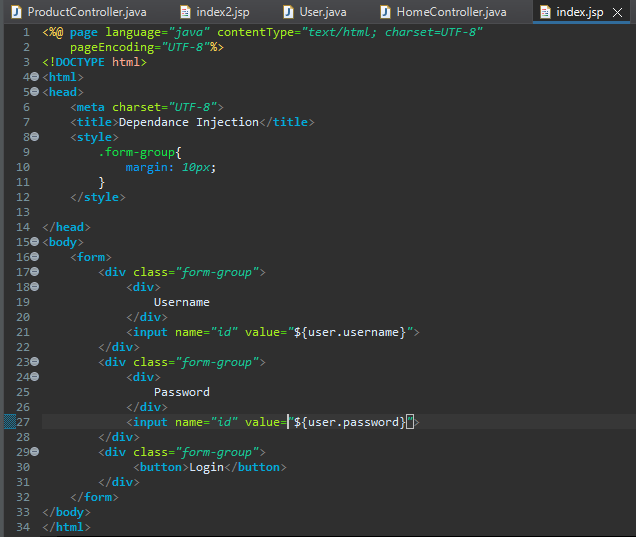 ProductController.java index2.jsp User.java HomeController.java index.jsp
1 <%@ page language="java" contentType="text/html; charset=UTF-8"
2     pageEncoding="UTF-8"%>
3 <!DOCTYPE html>
4 <html>
5 <head>
6     <meta charset="UTF-8">
7     <title>Dependance Injection</title>
8     <style>
9         .form-group{
10             margin: 10px;
11         }
12     </style>
13
14 </head>
15 <body>
16     <form>
17         <div class="form-group">
18             <div>
19                 Username
20             </div>
21             <input name="id" value="${user.username}">
22         </div>
23         <div class="form-group">
24             <div>
25                 Password
26             </div>
27             <input name="id" value="${user.password}">
28         </div>
29         <div class="form-group">
30              <button>Login</button>
31         </div>
32     </form>
33 </body>
34 </html>